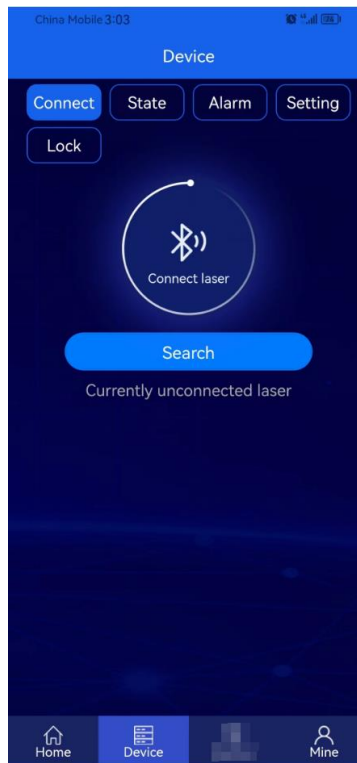 China Mobile 3:03
Device
Connect State Alarm Setting
Lock
Connect laser
Search
Currently unconnected laser
Home Device Mine